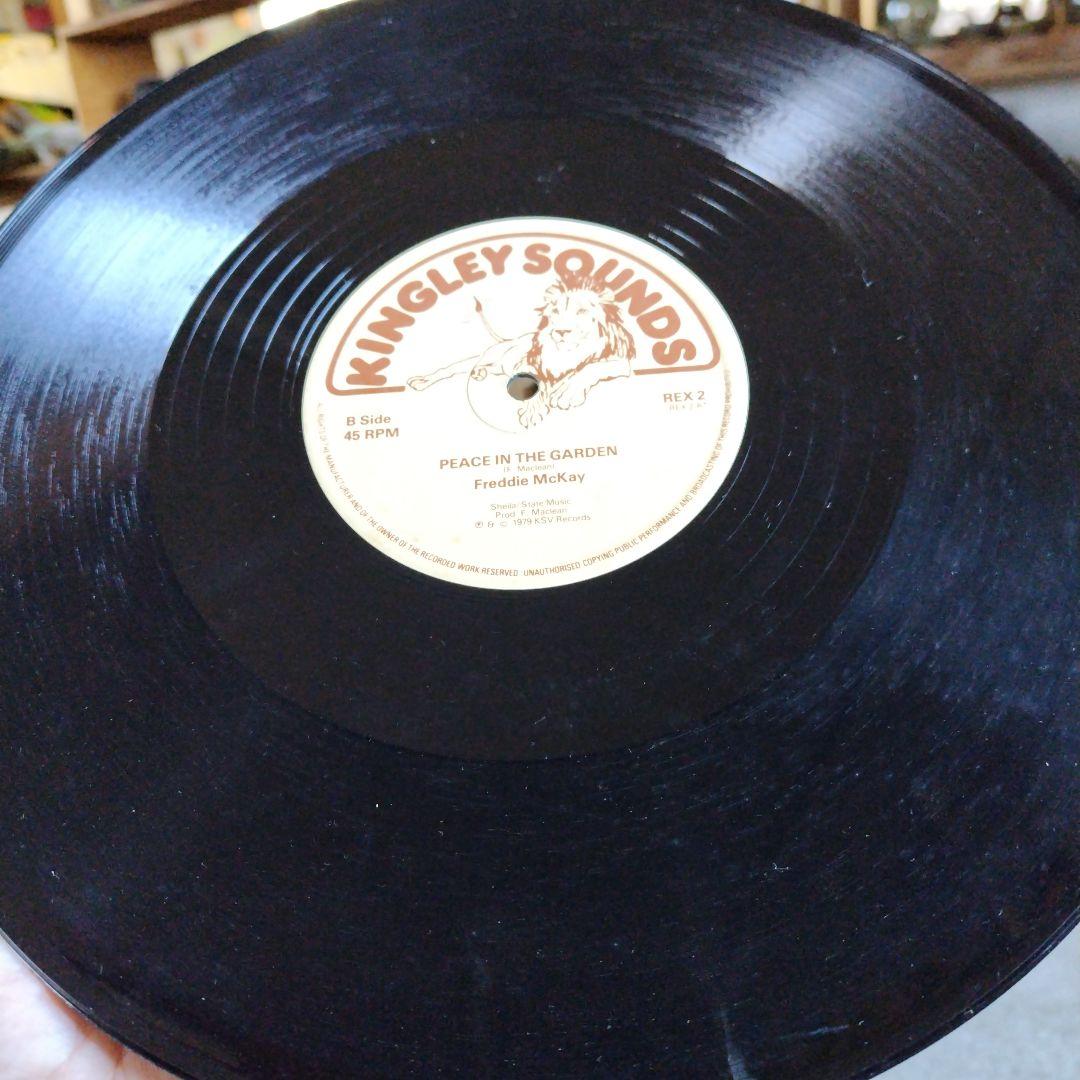 KINGLEY SOUNDS
B Side
45 RPM
REX 2
PEACE IN THE GARDEN
(F. Maclean)
Freddie McKay
Sheila/State Music
Prod. F. Maclean
℗ & © 1979 KSV Records
RIGHTS OF THE MANUFACTURER AND OF THE OWNER OF THE RECORDED WORK RESERVED. UNAUTHORISED COPYING PUBLIC PERFORMANCE AND BROADCASTING OF THIS RECORD PROHIBITED